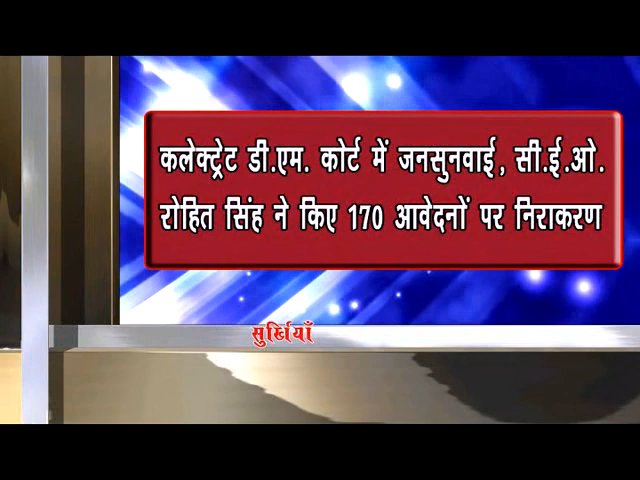 कलेक्ट्रेट डी.एम. कोर्ट में जनसुनवाई, सी.ई.ओ.
रोहित सिंह ने किए 170 आवेदनों पर निराकरण
सुर्ख़ियाँ